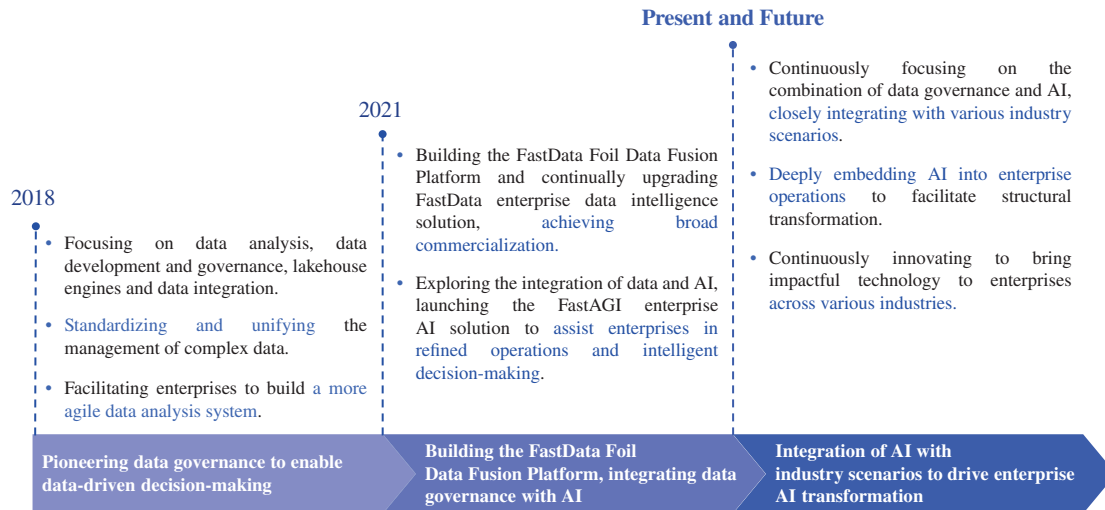 2018
• Focusing on data analysis, data
development and governance, lakehouse
engines and data integration.
• Standardizing and unifying the
management of complex data.
• Facilitating enterprises to build a more
agile data analysis system.
Pioneering data governance to enable
data-driven decision-making
2021
• Building the FastData Foil Data Fusion
Platform and continually upgrading
FastData enterprise data intelligence
solution, achieving broad
commercialization.
• Exploring the integration of data and AI,
launching the FastAGI enterprise
AI solution to assist enterprises in
refined operations and intelligent
decision-making.
Building the FastData Foil
Data Fusion Platform, integrating data
governance with AI
Present and Future
• Continuously focusing on the
combination of data governance and AI,
closely integrating with various industry
scenarios.
• Deeply embedding AI into enterprise
operations to facilitate structural
transformation.
• Continuously innovating to bring
impactful technology to enterprises
across various industries.
Integration of AI with
industry scenarios to drive enterprise
AI transformation